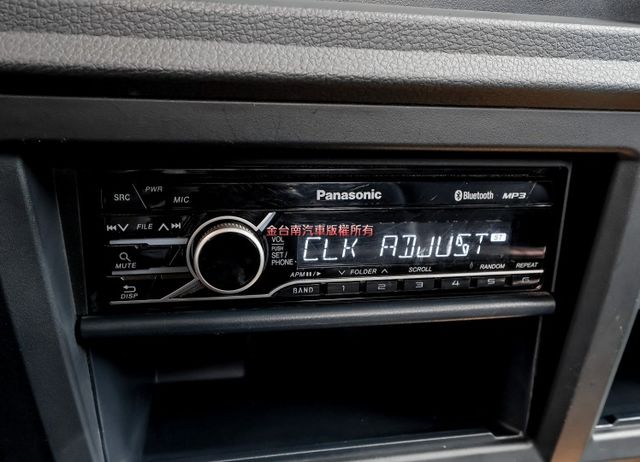 SRC PWR MIC Panasonic Bluetooth MP3
FILE
金台南汽車版權所有
VOL
PUSH SET/ PHONE
CLK ADJUST ST
MUTE
APM FOLDER SCROLL RANDOM REPEAT
DISP BAND 1 2 3 4 5 6